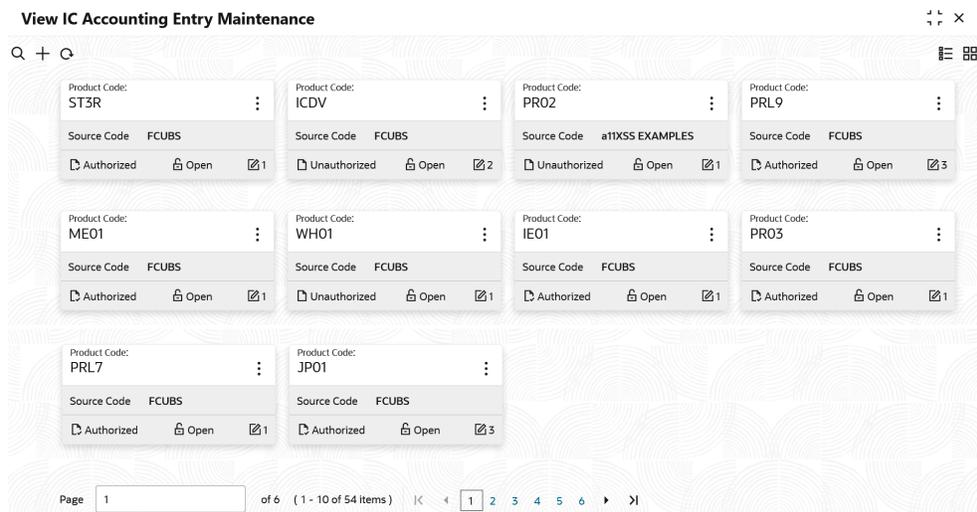 View IC Accounting Entry Maintenance
Product Code: Product Code: Product Code: Product Code:
ST3R ICDV PR02 PRL9
Source Code FCUBS Source Code FCUBS Source Code a11XSS EXAMPLES Source Code FCUBS
Authorized Open 1 Unauthorized Open 2 Unauthorized Open 1 Authorized Open 3
Product Code: Product Code: Product Code: Product Code:
ME01 WH01 IE01 PR03
Source Code FCUBS Source Code FCUBS Source Code FCUBS Source Code FCUBS
Authorized Open 1 Unauthorized Open 1 Authorized Open 1 Authorized Open 1
Product Code: Product Code:
PRL7 JP01
Source Code FCUBS Source Code FCUBS
Authorized Open 1 Authorized Open 3
Page 1 of 6 ( 1 - 10 of 54 items ) 1 2 3 4 5 6